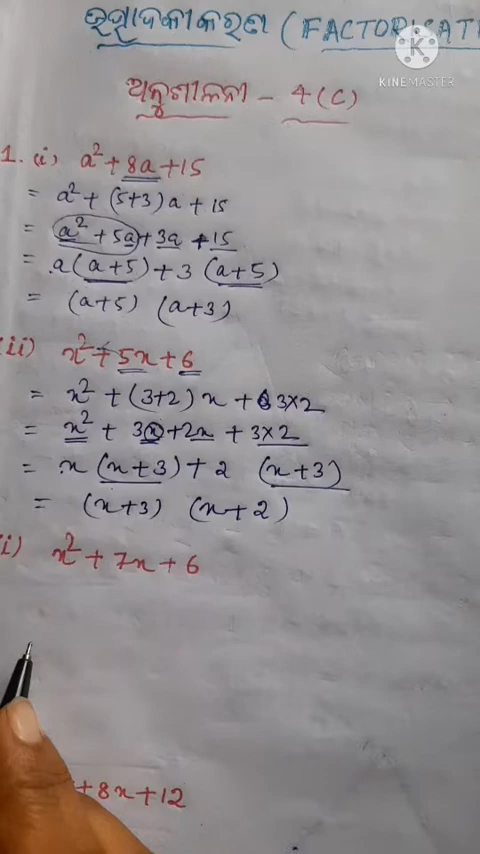 ଉତ୍ପାଦକୀକରଣ (FACTORISATI
KINEMASTER
ଅନୁଶୀଳନୀ - 4(C)
1. (i) a² + 8a + 15
= a² + (5+3)a + 15
= a² + 5a + 3a + 15
= a(a+5) + 3 (a+5)
= (a+5) (a+3)
(ii) x² + 5x + 6
= x² + (3+2)x + 3×2
= x² + 3x + 2x + 3×2
= x (x+3) + 2 (x+3)
= (x+3) (x+2)
i) x² + 7x + 6
+ 8x + 12